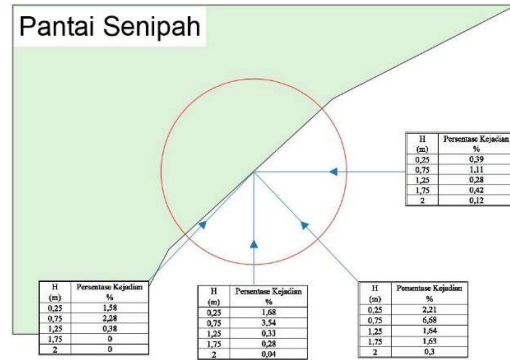 Pantai Senipah
H Persentase Kejadian
(m) %
0,25 0,39
0,75 1,11
1,25 0,28
1,75 0,42
2 0,12
H Persentase Kejadian
(m) %
0,25 1,58
0,75 2,28
1,25 0,38
1,75 0
2 0
H Persentase Kejadian
(m) %
0,25 1,68
0,75 3,54
1,25 0,33
1,75 0,28
2 0,04
H Persentase Kejadian
(m) %
0,25 2,21
0,75 6,68
1,25 1,64
1,75 1,63
2 0,3